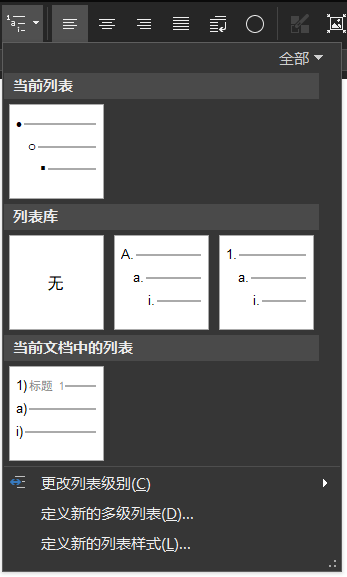 全部
当前列表
列表库
无
A.
a.
i.
1.
a.
i.
当前文档中的列表
1) 标题 1
a)
i)
更改列表级别(C)
定义新的多级列表(D)...
定义新的列表样式(L)...